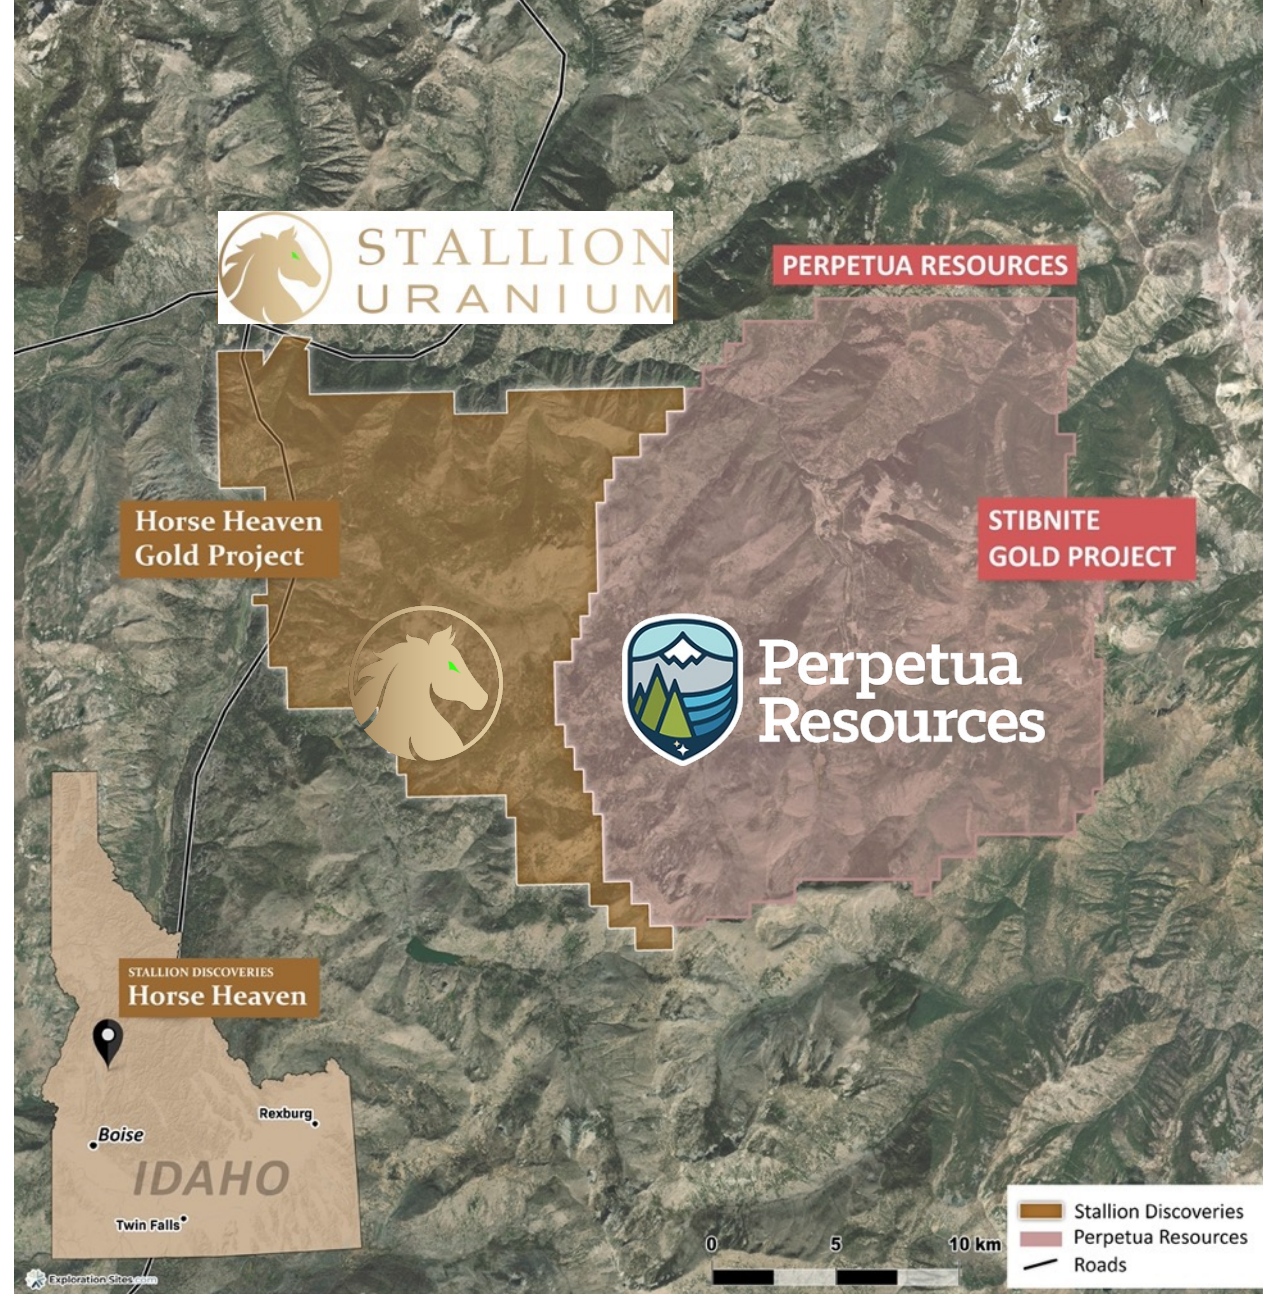 STALLION
URANIUM
PERPETUA RESOURCES
Horse Heaven
Gold Project
STIBNITE
GOLD PROJECT
Perpetua
Resources
STALLION DISCOVERIES
Horse Heaven
Rexburg
Boise
IDAHO
Twin Falls
Exploration Sites.com
0 5 10 km
Stallion Discoveries
Perpetua Resources
Roads